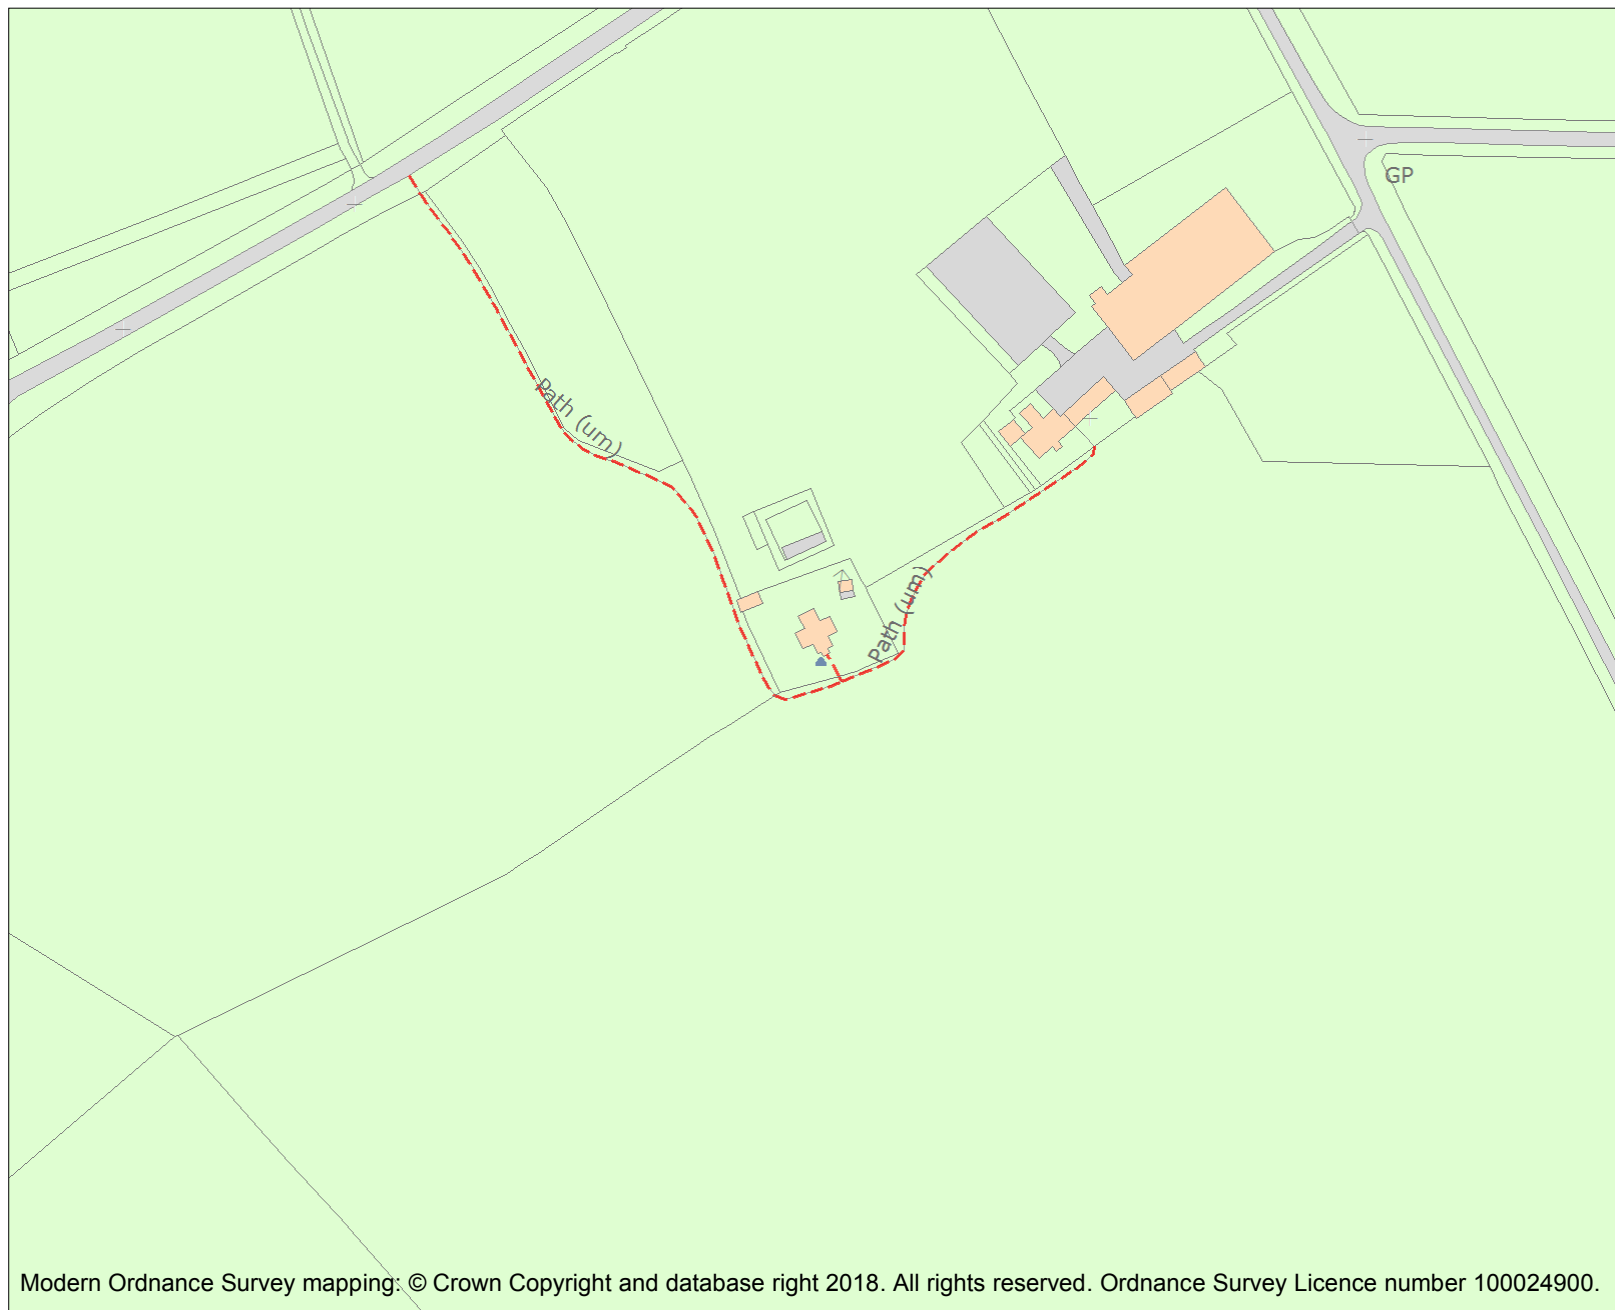 GP
Path (um)
Path (um)
Modern Ordnance Survey mapping: © Crown Copyright and database right 2018. All rights reserved. Ordnance Survey Licence number 100024900.